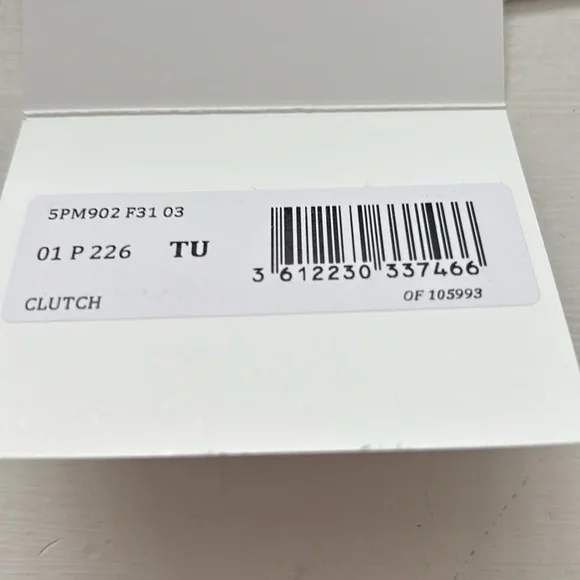 5PM902 F31 03
01 P 226 TU
3 612230 337466
CLUTCH
OF 105993